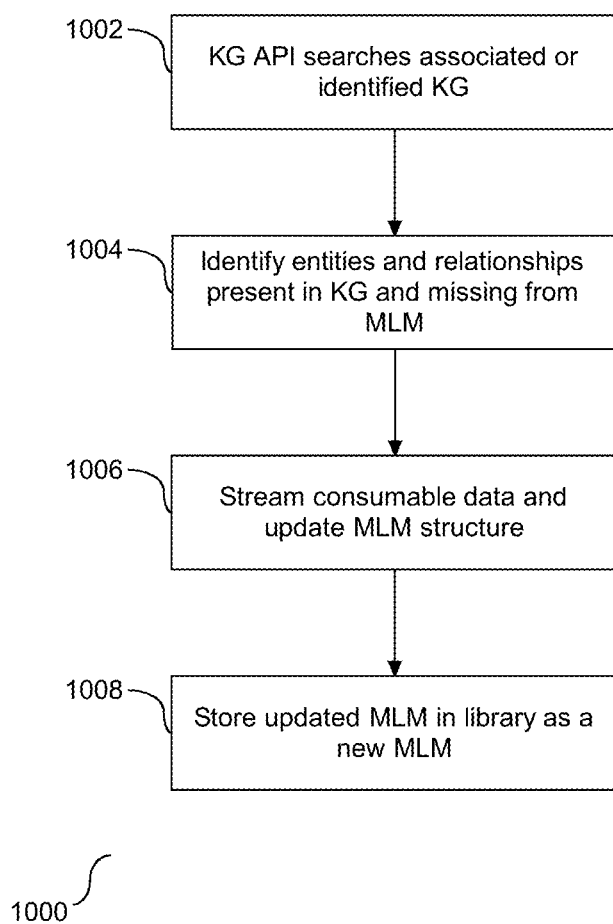 1002
KG API searches associated or
identified KG
1004
Identify entities and relationships
present in KG and missing from
MLM
1006
Stream consumable data and
update MLM structure
1008
Store updated MLM in library as a
new MLM
1000